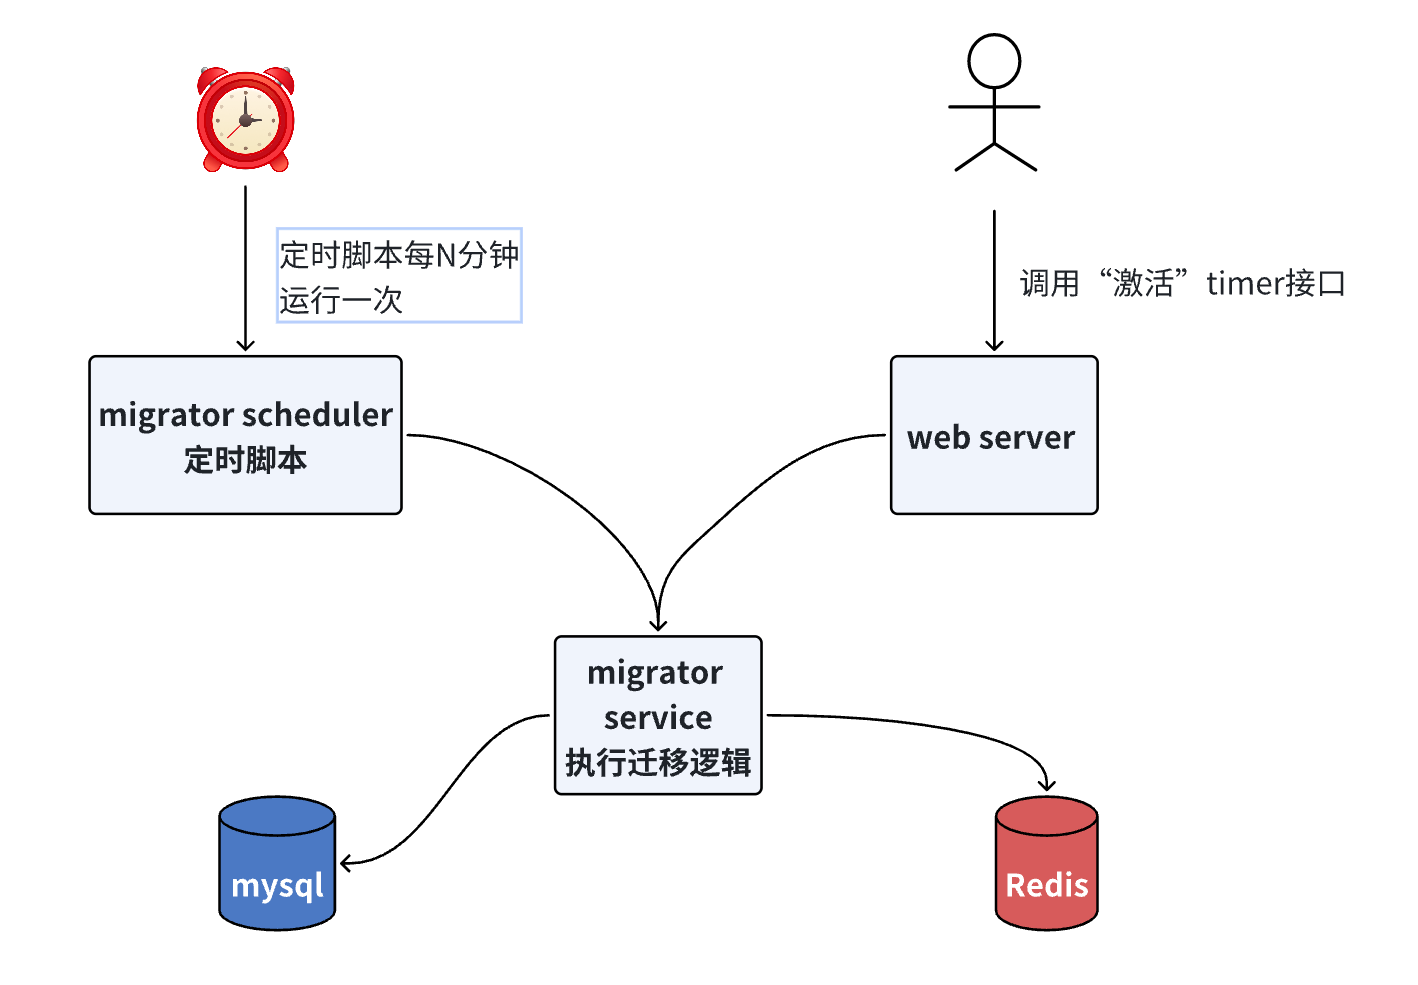 定时脚本每N分钟
运行一次
调用“激活”timer接口
migrator scheduler
定时脚本
web server
migrator
service
执行迁移逻辑
mysql
Redis